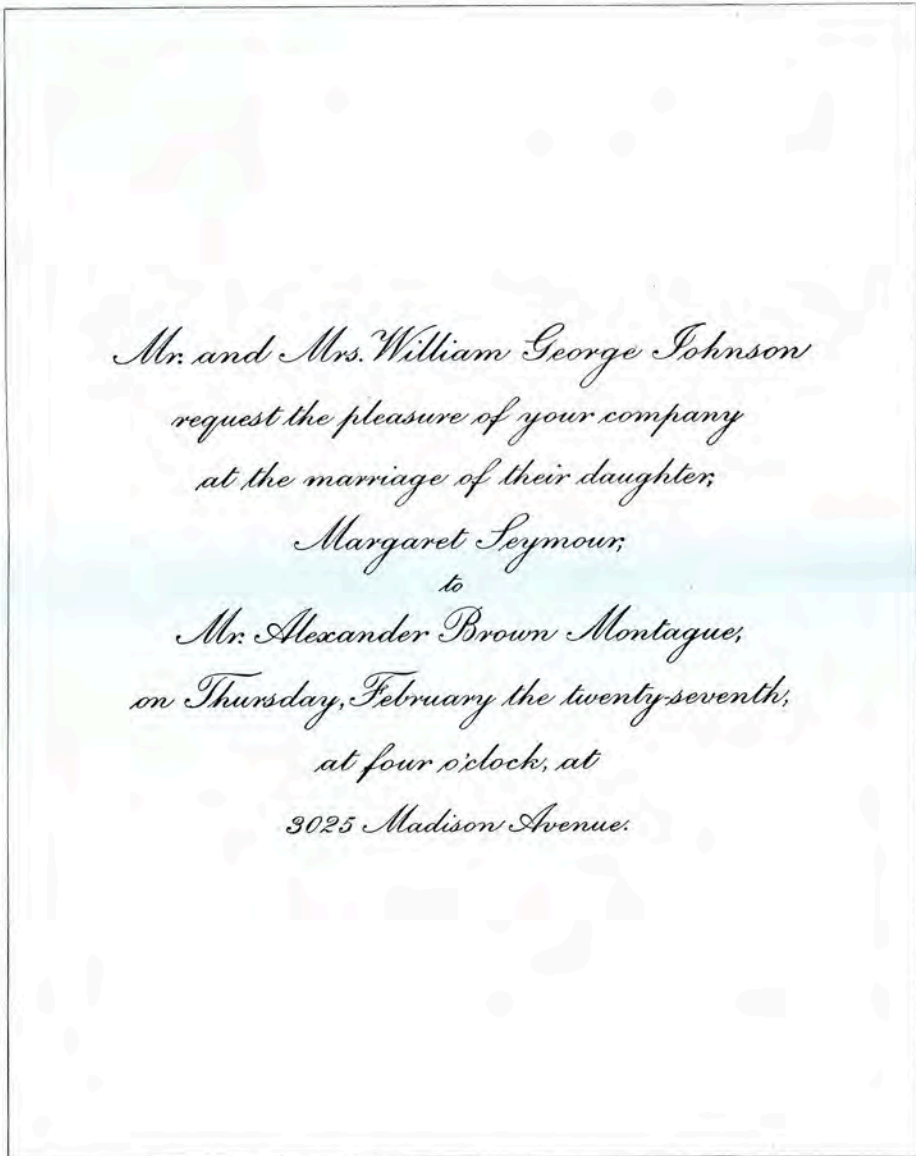 Mr. and Mrs. William George Johnson
request the pleasure of your company
at the marriage of their daughter,
Margaret Seymour,
to
Mr. Alexander Brown Montague,
on Thursday, February the twenty-seventh,
at four o'clock, at
3025 Madison Avenue.